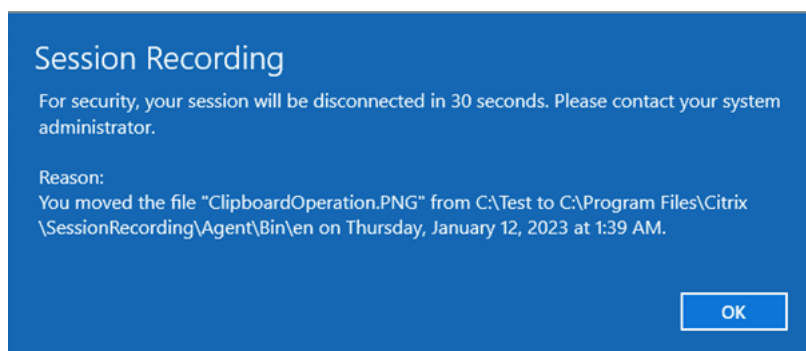 Session Recording
For security, your session will be disconnected in 30 seconds. Please contact your system
administrator.
Reason:
You moved the file "ClipboardOperation.PNG" from C:\Test to C:\Program Files\Citrix
\SessionRecording\Agent\Bin\en on Thursday, January 12, 2023 at 1:39 AM.
OK